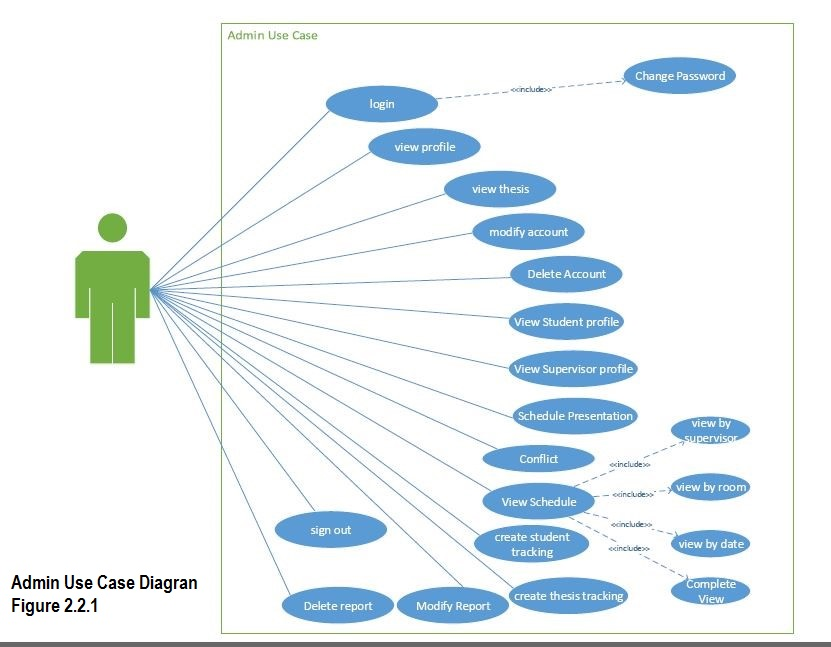 Admin Use Case
Change Password
<<include>>
login
view profile
view thesis
modify account
Delete Account
View Student profile
View Supervisor profile
Schedule Presentation
view by
supervisor
Conflict
<<include>>
view by room
<<include>>
View Schedule
<<include>>
sign out
create student
tracking
view by date
<<include>>
Admin Use Case Diagran
Figure 2.2.1
Complete
View
create thesis tracking
Delete report
Modify Report